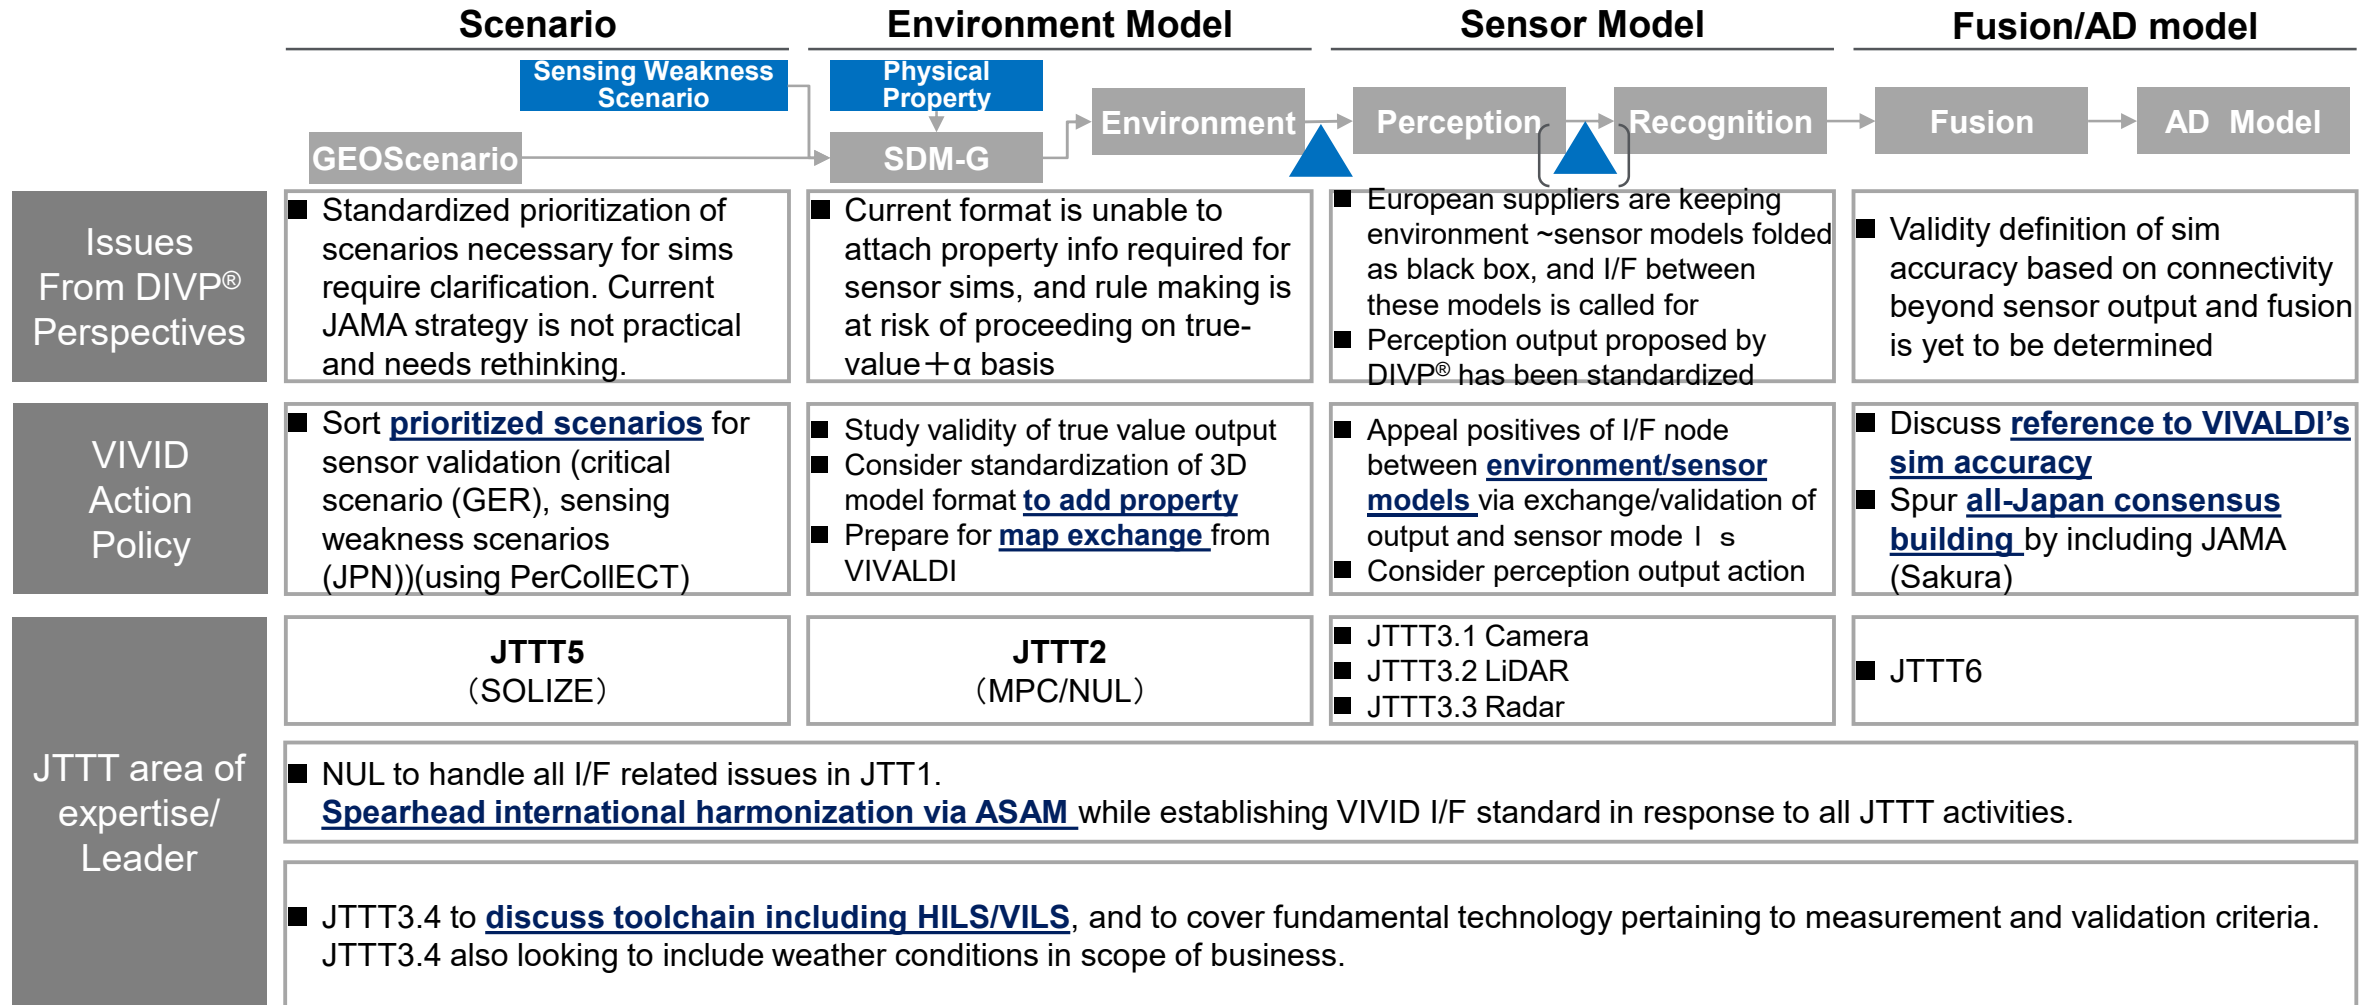 Scenario
Environment Model
Sensor Model
Fusion/AD model
Sensing Weakness
Scenario
Physical
Property
GEOScenario
SDM-G
Environment
Perception
Recognition
Fusion
AD Model
Issues
From DIVP®
Perspectives
■ Standardized prioritization of
scenarios necessary for sims
require clarification. Current
JAMA strategy is not practical
and needs rethinking.
■ Current format is unable to
attach property info required for
sensor sims, and rule making is
at risk of proceeding on true-
value＋α basis
■ European suppliers are keeping
environment ~sensor models folded
as black box, and I/F between
these models is called for
■ Perception output proposed by
DIVP® has been standardized
■ Validity definition of sim
accuracy based on connectivity
beyond sensor output and fusion
is yet to be determined
VIVID
Action
Policy
■ Sort prioritized scenarios for
sensor validation (critical
scenario (GER), sensing
weakness scenarios
(JPN))(using PerCollECT)
■ Study validity of true value output
■ Consider standardization of 3D
model format to add property
■ Prepare for map exchange from
VIVALDI
■ Appeal positives of I/F node
between environment/sensor
models via exchange/validation of
output and sensor mode ｌ ｓ
■ Consider perception output action
■ Discuss reference to VIVALDI’s
sim accuracy
■ Spur all-Japan consensus
building by including JAMA
(Sakura)
JTTT area of
expertise/
Leader
JTTT5
（SOLIZE）
JTTT2
（MPC/NUL）
■ JTTT3.1 Camera
■ JTTT3.2 LiDAR
■ JTTT3.3 Radar
■ JTTT6
■ NUL to handle all I/F related issues in JTT1.
Spearhead international harmonization via ASAM while establishing VIVID I/F standard in response to all JTTT activities.
■ JTTT3.4 to discuss toolchain including HILS/VILS, and to cover fundamental technology pertaining to measurement and validation criteria.
JTTT3.4 also looking to include weather conditions in scope of business.